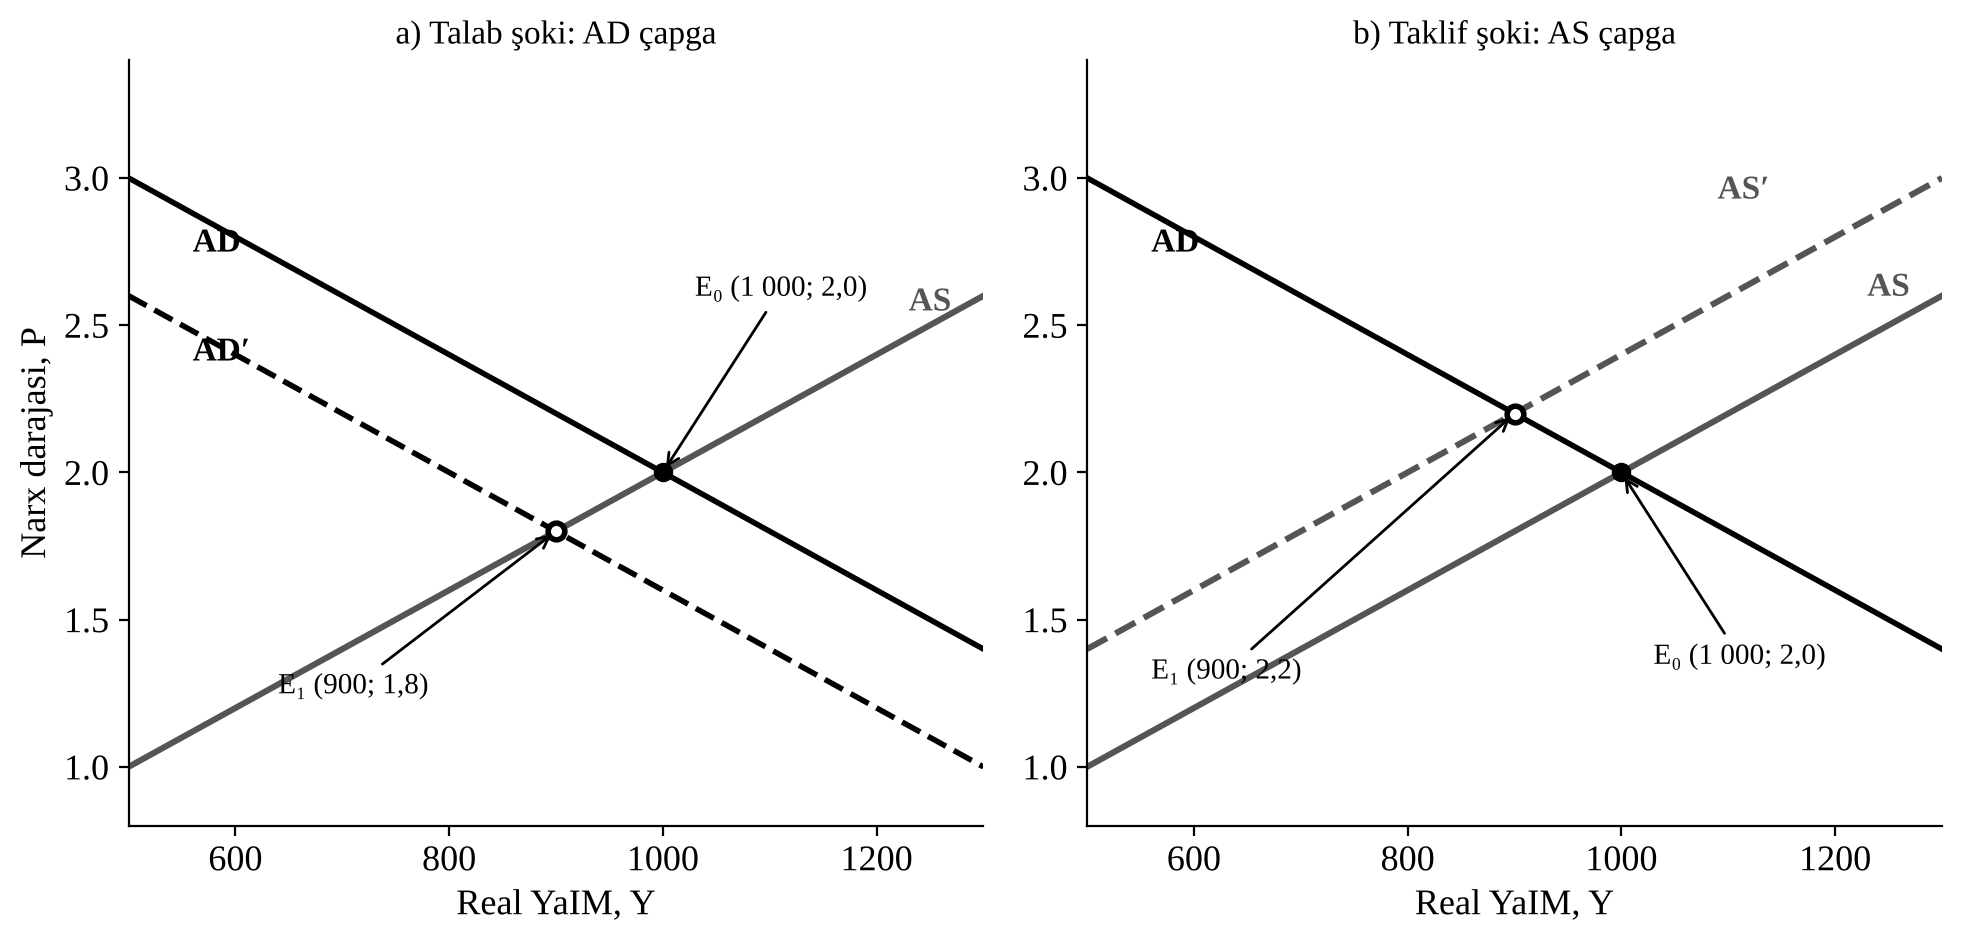 a) Talab şoki: AD çapga
3.0
2.5
2.0
1.5
1.0
Narx darajasi, P
AD
AD′
E₀ (1 000; 2,0)
AS
E₁ (900; 1,8)
600 800 1000 1200
Real YaIM, Y
b) Taklif şoki: AS çapga
3.0
2.5
2.0
1.5
1.0
AD
AS′
AS
E₁ (900; 2,2)
E₀ (1 000; 2,0)
600 800 1000 1200
Real YaIM, Y